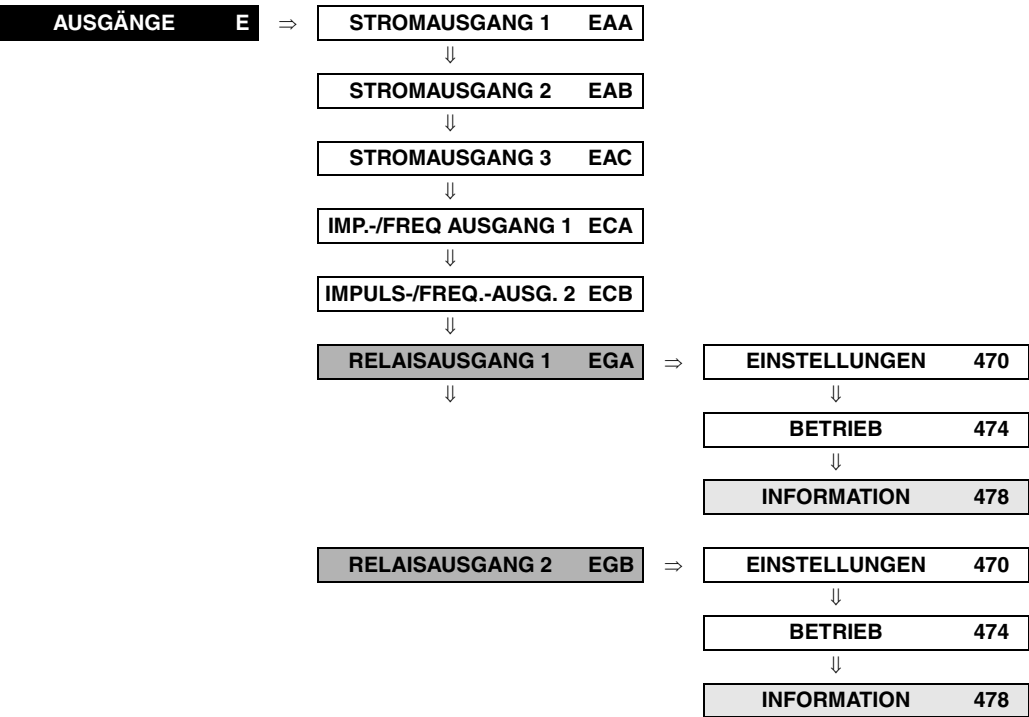 AUSGÄNGE E ⇒ STROMAUSGANG 1 EAA
⇓
STROMAUSGANG 2 EAB
⇓
STROMAUSGANG 3 EAC
⇓
IMP.-/FREQ AUSGANG 1 ECA
⇓
IMPULS-/FREQ.-AUSG. 2 ECB
⇓
RELAISAUSGANG 1 EGA ⇒ EINSTELLUNGEN 470
⇓ ⇓
BETRIEB 474
⇓
INFORMATION 478
RELAISAUSGANG 2 EGB ⇒ EINSTELLUNGEN 470
⇓
BETRIEB 474
⇓
INFORMATION 478